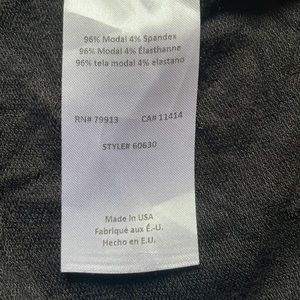 96% Modal 4% Spandex
96% Modal 4% Élasthanne
96% tela modal 4% elastano
RN# 79913 CA# 11414
STYLE# 60630
Made in USA
Fabriqué aux É.-U.
Hecho en E.U.